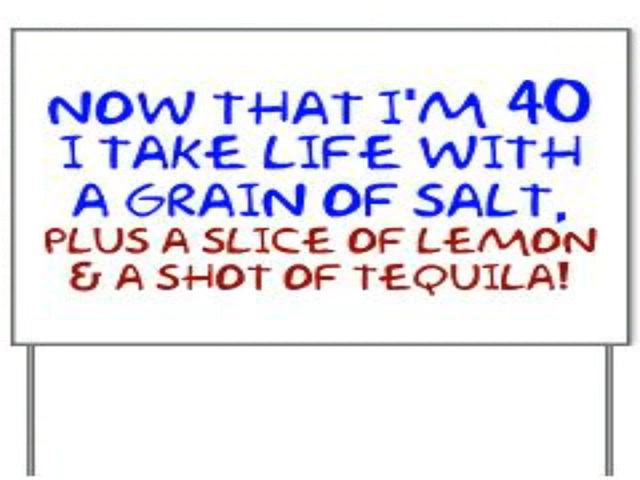 NOW THAT I'M 40
I TAKE LIFE WITH
A GRAIN OF SALT,
PLUS A SLICE OF LEMON
& A SHOT OF TEQUILA!